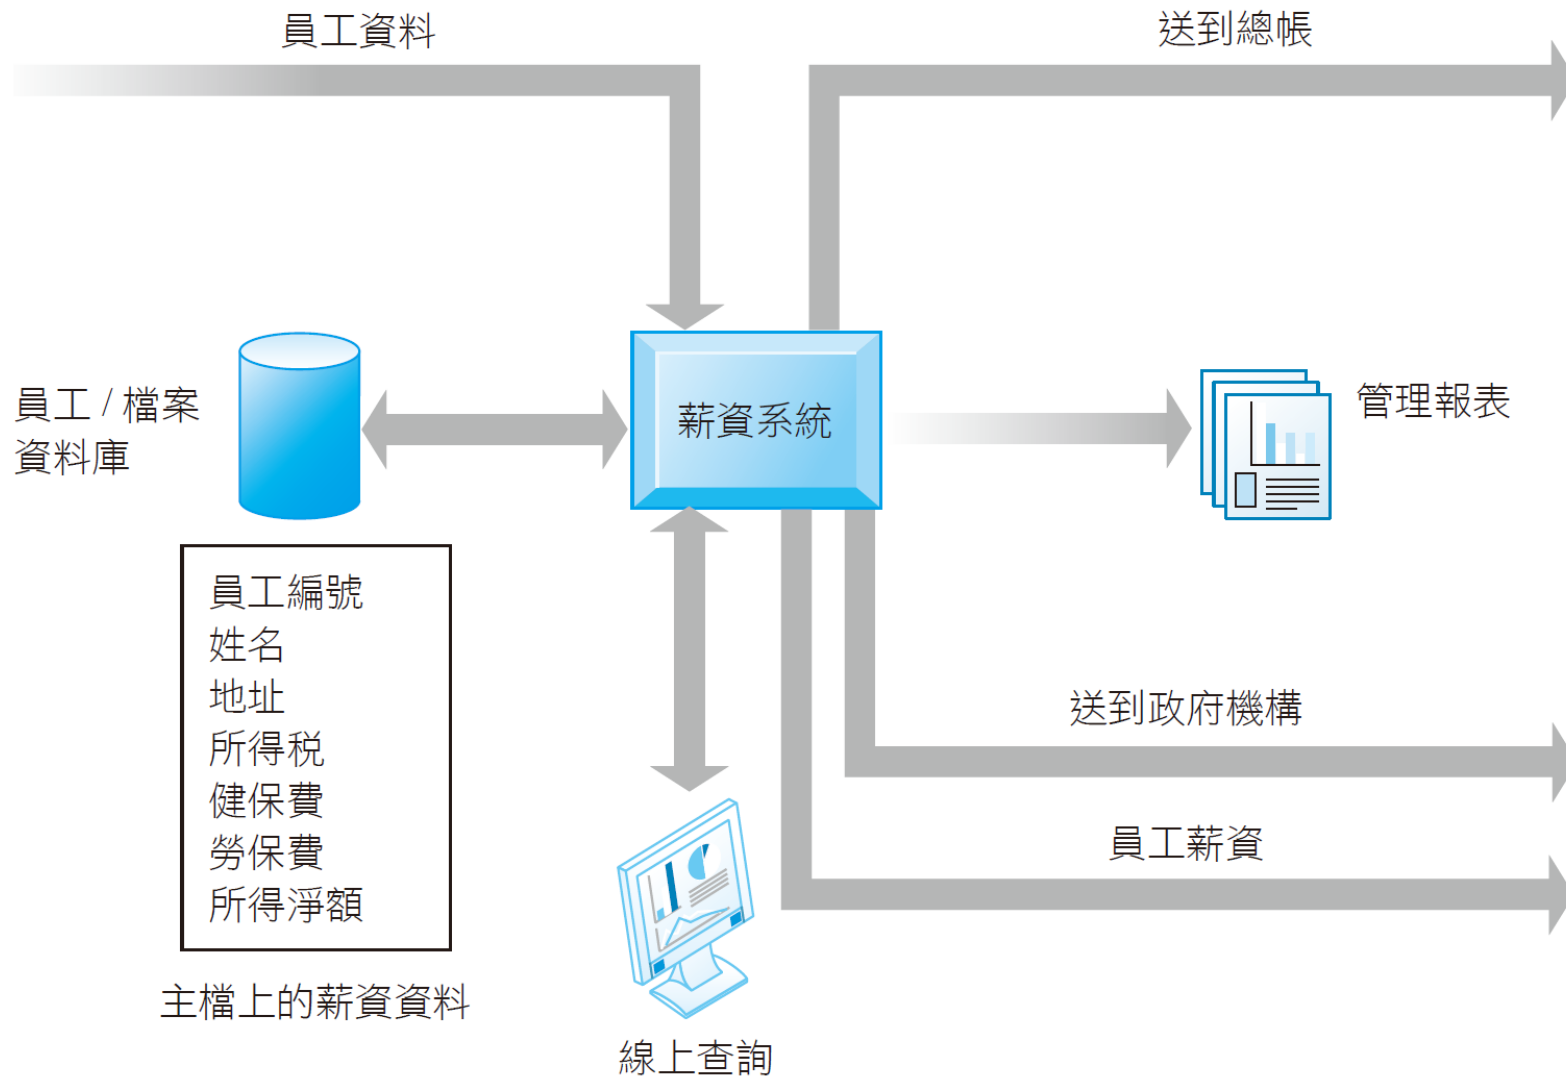 員工資料
送到總帳
員工 / 檔案
資料庫
薪資系統
管理報表
員工編號
姓名
地址
所得稅
健保費
勞保費
所得淨額
主檔上的薪資資料
送到政府機構
員工薪資
線上查詢